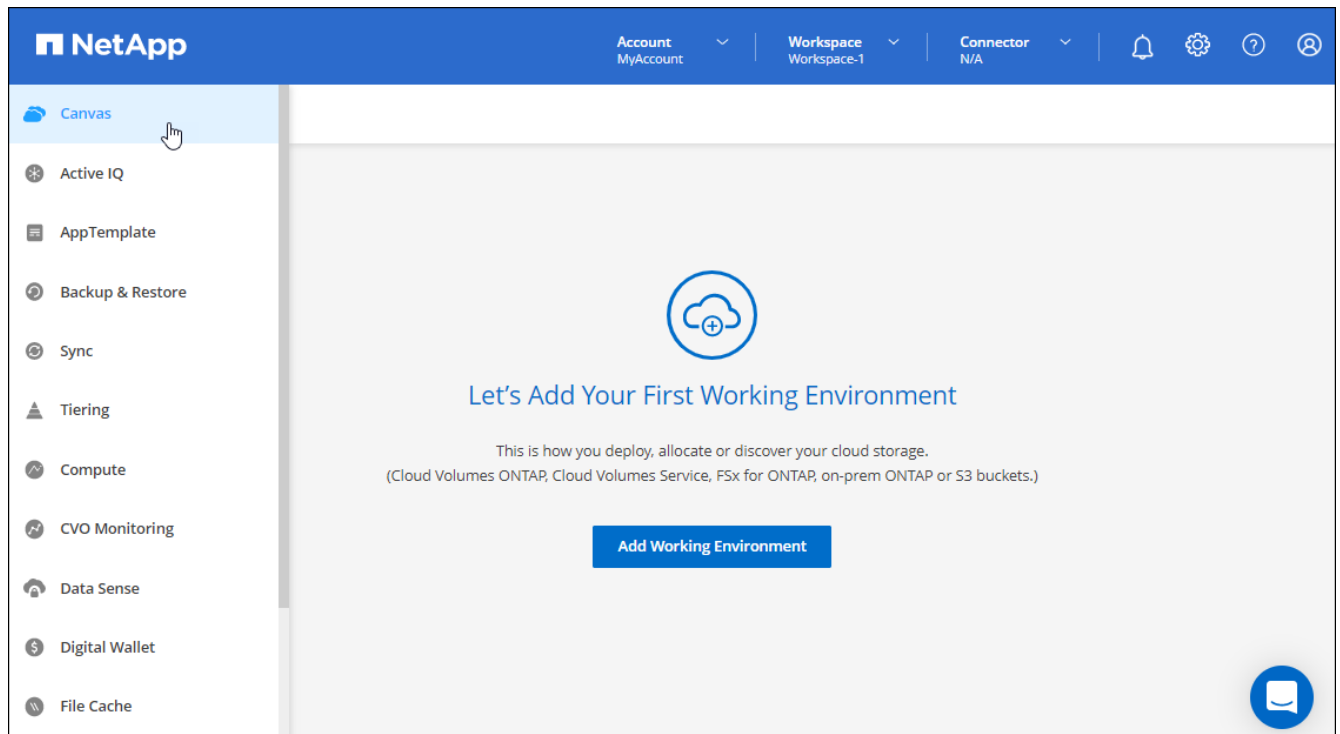 NetApp
Account
MyAccount
Workspace
Workspace-1
Connector
N/A
Canvas
Active IQ
AppTemplate
Backup & Restore
Sync
Tiering
Compute
CVO Monitoring
Data Sense
Digital Wallet
File Cache
Let's Add Your First Working Environment
This is how you deploy, allocate or discover your cloud storage.
(Cloud Volumes ONTAP, Cloud Volumes Service, FSx for ONTAP, on-prem ONTAP or S3 buckets.)
Add Working Environment